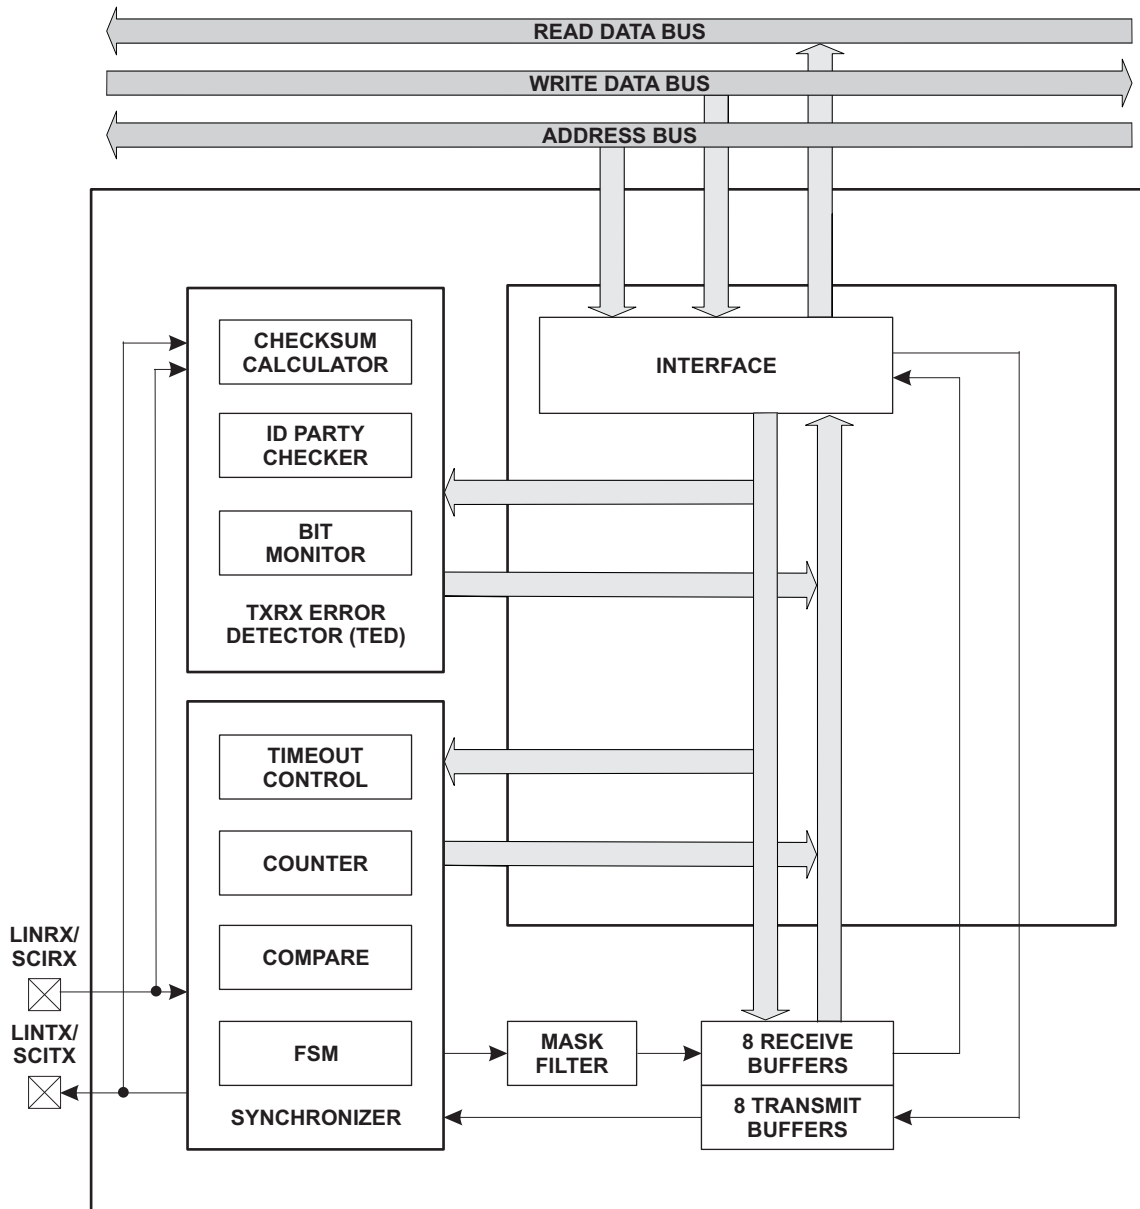 READ DATA BUS
WRITE DATA BUS
ADDRESS BUS
CHECKSUM
CALCULATOR
ID PARTY
CHECKER
BIT
MONITOR
TXRX ERROR
DETECTOR (TED)
INTERFACE
TIMEOUT
CONTROL
COUNTER
COMPARE
FSM
SYNCHRONIZER
LINRX/
SCIRX
LINTX/
SCITX
MASK
FILTER
8 RECEIVE
BUFFERS
8 TRANSMIT
BUFFERS